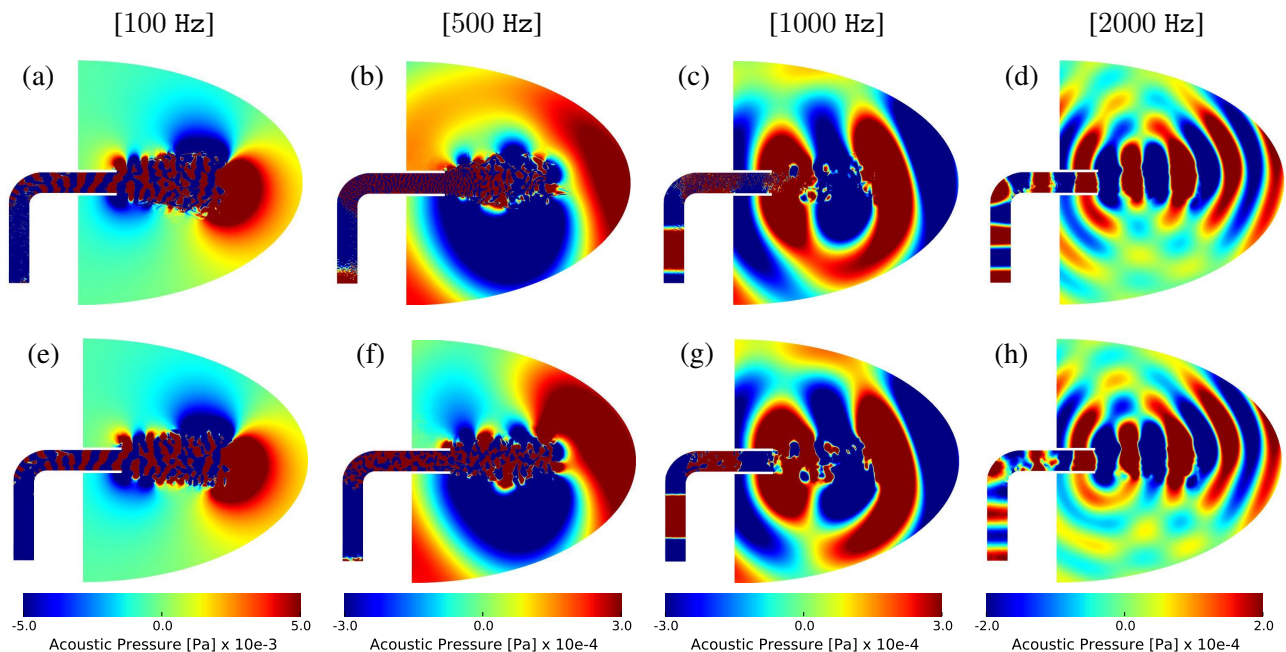 [100 Hz] [500 Hz] [1000 Hz] [2000 Hz]
(a) (b) (c) (d)
(e) (f) (g) (h)
-5.0 0.0 5.0 -3.0 0.0 3.0 -3.0 0.0 3.0 -2.0 0.0 2.0
Acoustic Pressure [Pa] x 10e-3 Acoustic Pressure [Pa] x 10e-4 Acoustic Pressure [Pa] x 10e-4 Acoustic Pressure [Pa] x 10e-4